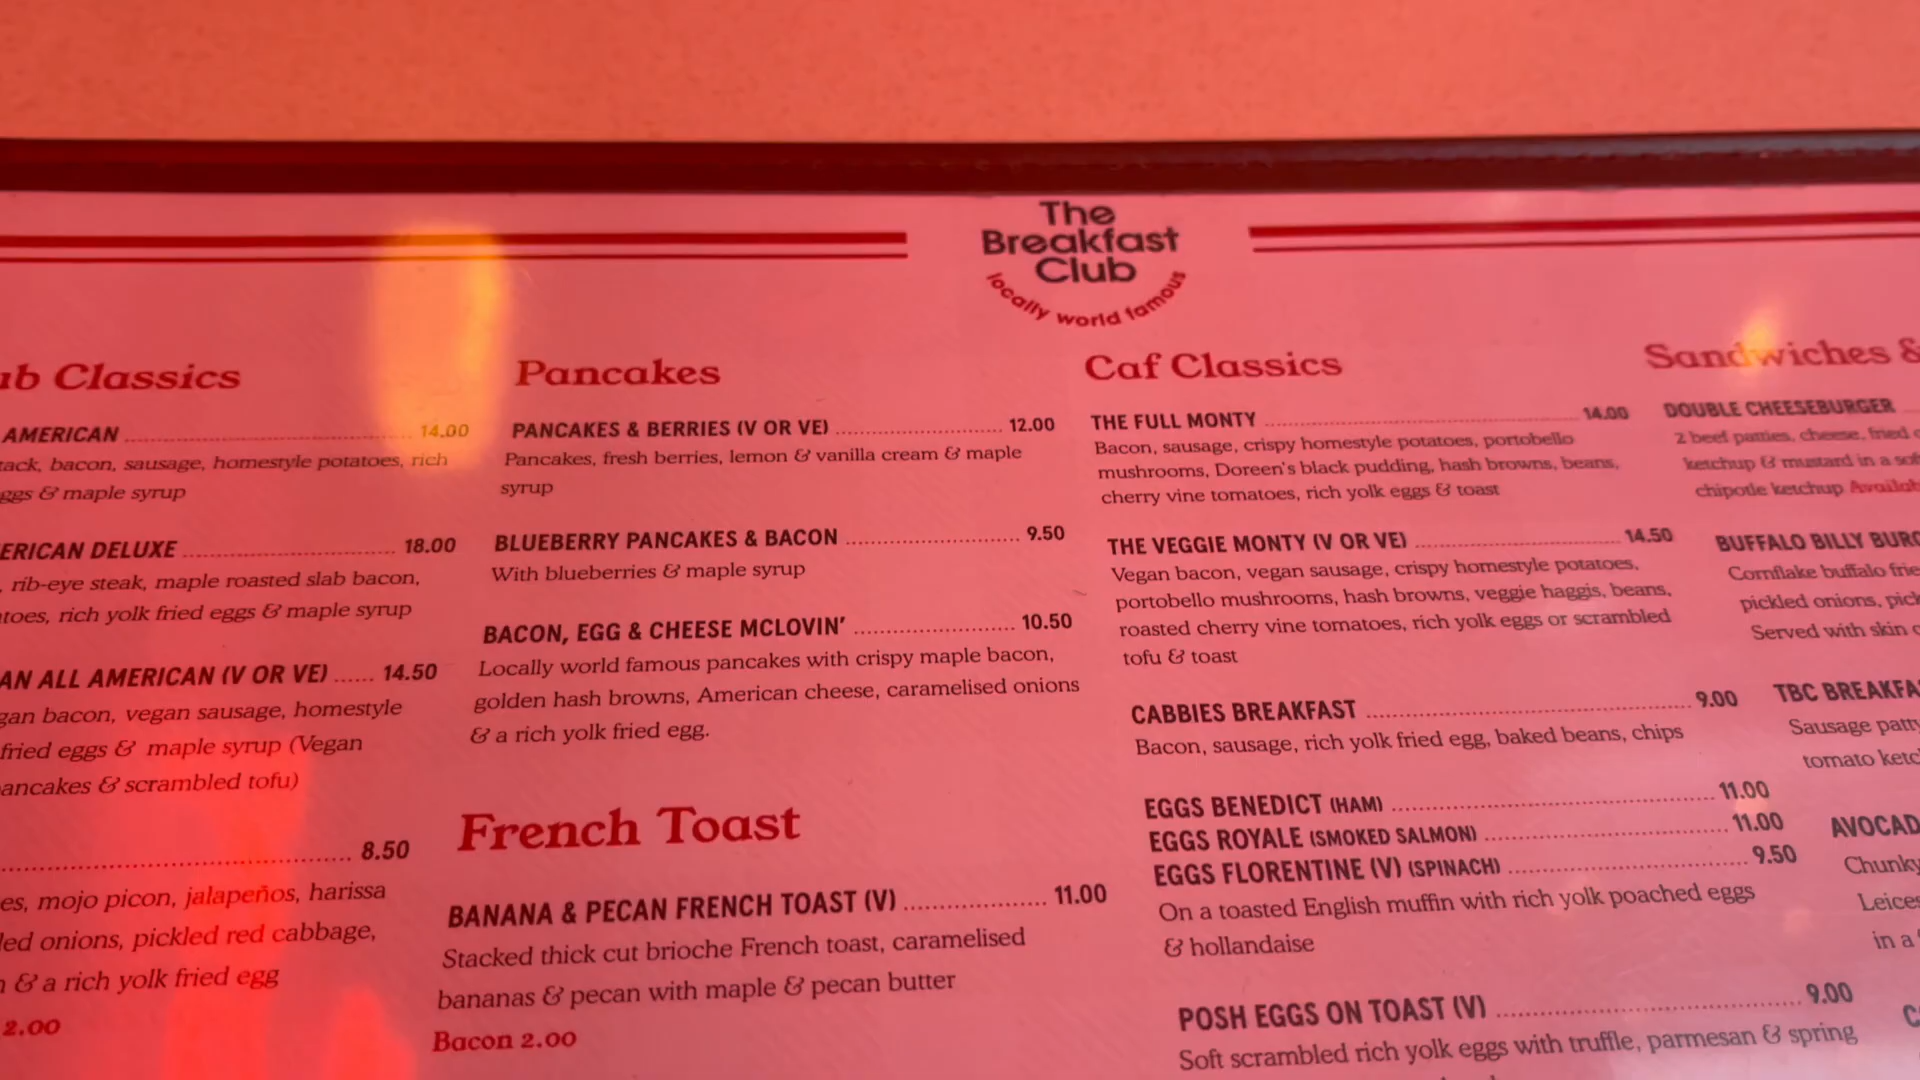 The
Breakfast
Club
locally world famous
Classics
AMERICAN 14.00
bacon, sausage, homestyle potatoes, rich
& maple syrup
DELUXE 18.00
rib-eye steak, maple roasted slab bacon,
rich yolk fried eggs & maple syrup
ALL AMERICAN (V OR VE) 14.50
bacon, vegan sausage, homestyle
fried eggs & maple syrup (Vegan
& scrambled tofu)
8.50
mojo picon, jalapeños, harissa
onions, pickled red cabbage,
& a rich yolk fried egg
2.00
Pancakes
PANCAKES & BERRIES (V OR VE) 12.00
Pancakes, fresh berries, lemon & vanilla cream & maple
syrup
BLUEBERRY PANCAKES & BACON 9.50
With blueberries & maple syrup
BACON, EGG & CHEESE MCLOVIN' 10.50
Locally world famous pancakes with crispy maple bacon,
golden hash browns, American cheese, caramelised onions
& a rich yolk fried egg.
French Toast
BANANA & PECAN FRENCH TOAST (V) 11.00
Stacked thick cut brioche French toast, caramelised
bananas & pecan with maple & pecan butter
Bacon 2.00
Caf Classics
THE FULL MONTY 14.00
Bacon, sausage, crispy homestyle potatoes, portobello
mushrooms, Doreen's black pudding, hash browns, beans,
cherry vine tomatoes, rich yolk eggs & toast
THE VEGGIE MONTY (V OR VE) 14.50
Vegan bacon, vegan sausage, crispy homestyle potatoes,
portobello mushrooms, hash browns, veggie haggis, beans,
roasted cherry vine tomatoes, rich yolk eggs or scrambled
tofu & toast
CABBIES BREAKFAST 9.00
Bacon, sausage, rich yolk fried egg, baked beans, chips
EGGS BENEDICT (HAM) 11.00
EGGS ROYALE (SMOKED SALMON) 11.00
EGGS FLORENTINE (V) (SPINACH) 9.50
On a toasted English muffin with rich yolk poached eggs
& hollandaise
POSH EGGS ON TOAST (V) 9.00
Soft scrambled rich yolk eggs with truffle, parmesan & spring
Sandwiches &
DOUBLE CHEESEBURGER
2 beef patties, cheese, fried
ketchup & mustard in a
chipotle ketchup
BUFFALO BILLY
Cornflake buffalo
pickled onions,
Served with skin
TBC
Sausage patty
tomato
Chunky
in a